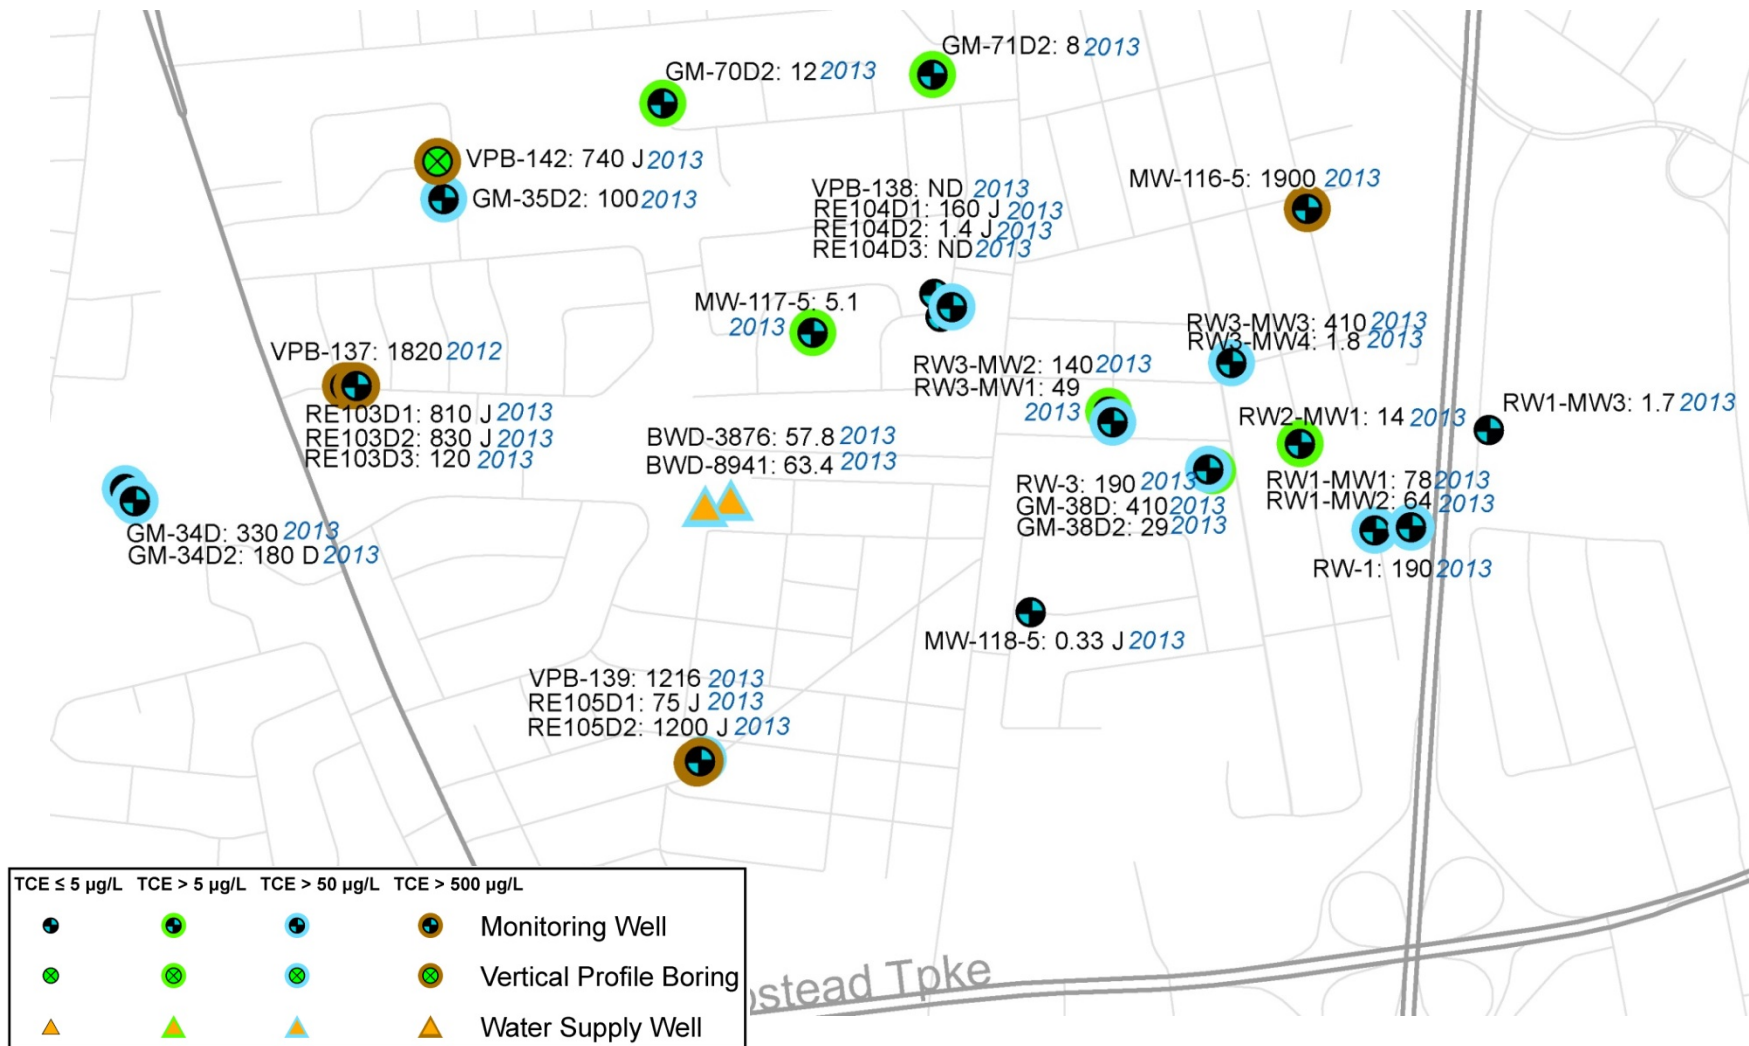 GM-71D2: 8 2013
GM-70D2: 12 2013
VPB-142: 740 J 2013
GM-35D2: 100 2013
VPB-138: ND 2013
RE104D1: 160 J 2013
RE104D2: 1.4 J 2013
RE104D3: ND 2013
MW-116-5: 1900 2013
MW-117-5: 5.1
2013
VPB-137: 1820 2012
RE103D1: 810 J 2013
RE103D2: 830 J 2013
RE103D3: 120 2013
RW3-MW3: 410 2013
RW3-MW4: 1.8 2013
RW3-MW2: 140 2013
RW3-MW1: 49
2013
RW2-MW1: 14 2013
RW1-MW3: 1.7 2013
BWD-3876: 57.8 2013
BWD-8941: 63.4 2013
RW-3: 190 2013
GM-38D: 410 2013
GM-38D2: 29 2013
RW1-MW1: 78 2013
RW1-MW2: 64 2013
RW-1: 190 2013
GM-34D: 330 2013
GM-34D2: 180 D 2013
MW-118-5: 0.33 J 2013
VPB-139: 1216 2013
RE105D1: 75 J 2013
RE105D2: 1200 J 2013
TCE ≤ 5 µg/L TCE > 5 µg/L TCE > 50 µg/L TCE > 500 µg/L
Monitoring Well
Vertical Profile Boring
Water Supply Well
pstead Tpke